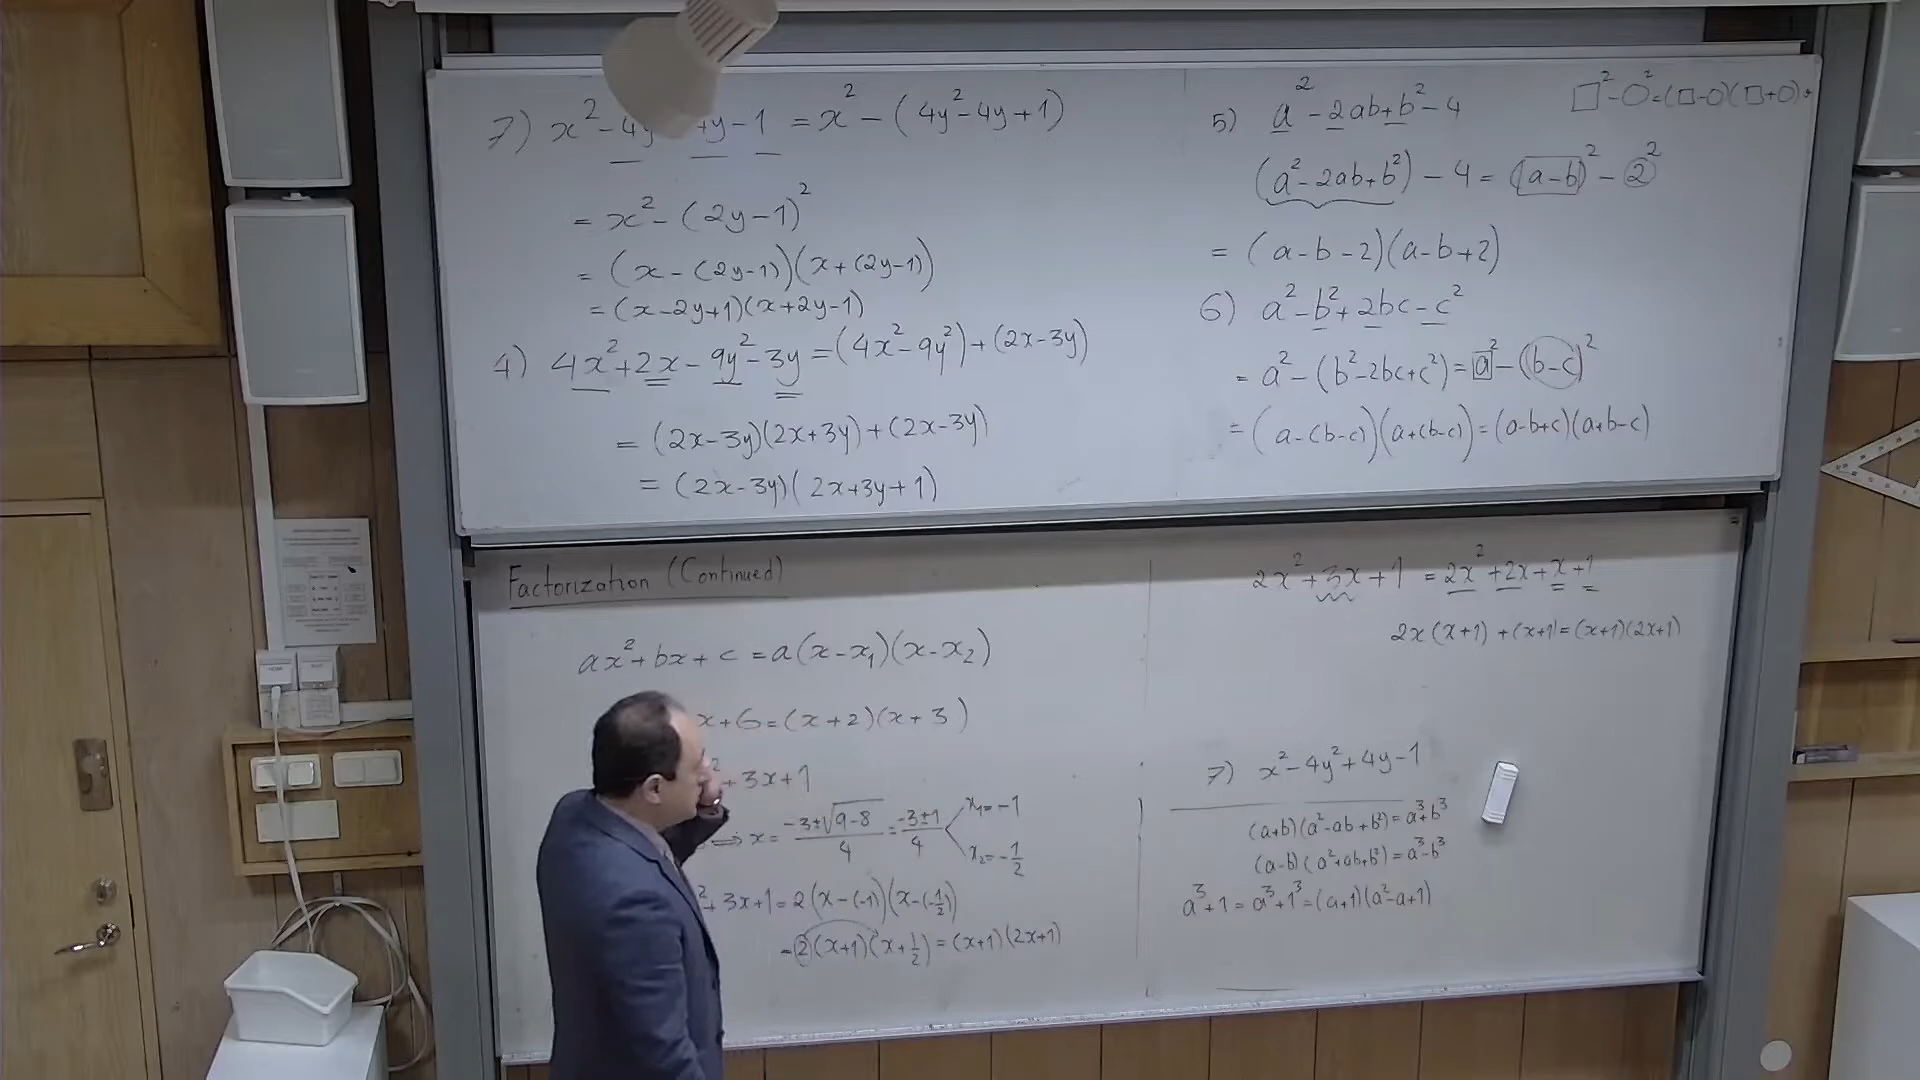 7) x² - 4y +y - 1 = x² - (4y² - 4y + 1)
= x² - (2y - 1)²
= (x - (2y-1))(x + (2y-1))
= (x - 2y+1)(x+2y-1)
4) 4x² + 2x - 9y² - 3y = (4x² - 9y²) + (2x - 3y)
= (2x-3y)(2x+3y) + (2x-3y)
= (2x-3y)(2x+3y+1)
□² - O² = (□-O)(□+O).
5) a² - 2ab + b² - 4
(a² - 2ab + b²) - 4 = (a-b)² - 2²
= (a-b-2)(a-b+2)
6) a² - b² + 2bc - c²
= a² - (b² - 2bc + c²) = a² - (b-c)²
= (a-(b-c))(a+(b-c)) = (a-b+c)(a+b-c)
Factorization (Continued)
ax² + bx + c = a(x-x₁)(x-x₂)
x+6 = (x+2)(x+3)
² + 3x + 1
⇒ x = (-3±√(9-8))/4 = (-3±1)/4
x₁ = -1
x₂ = -1/2
² + 3x+1 = 2(x-(-1))(x-(-1/2))
= 2(x+1)(x+1/2) = (x+1)(2x+1)
2x² + 3x + 1 = 2x² + 2x + x + 1
2x(x+1) + (x+1) = (x+1)(2x+1)
7) x² - 4y² + 4y - 1
(a+b)(a² - ab + b²) = a³+b³
(a-b)(a²+ab+b²) = a³-b³
a³+1 = a³+1³ = (a+1)(a²-a+1)